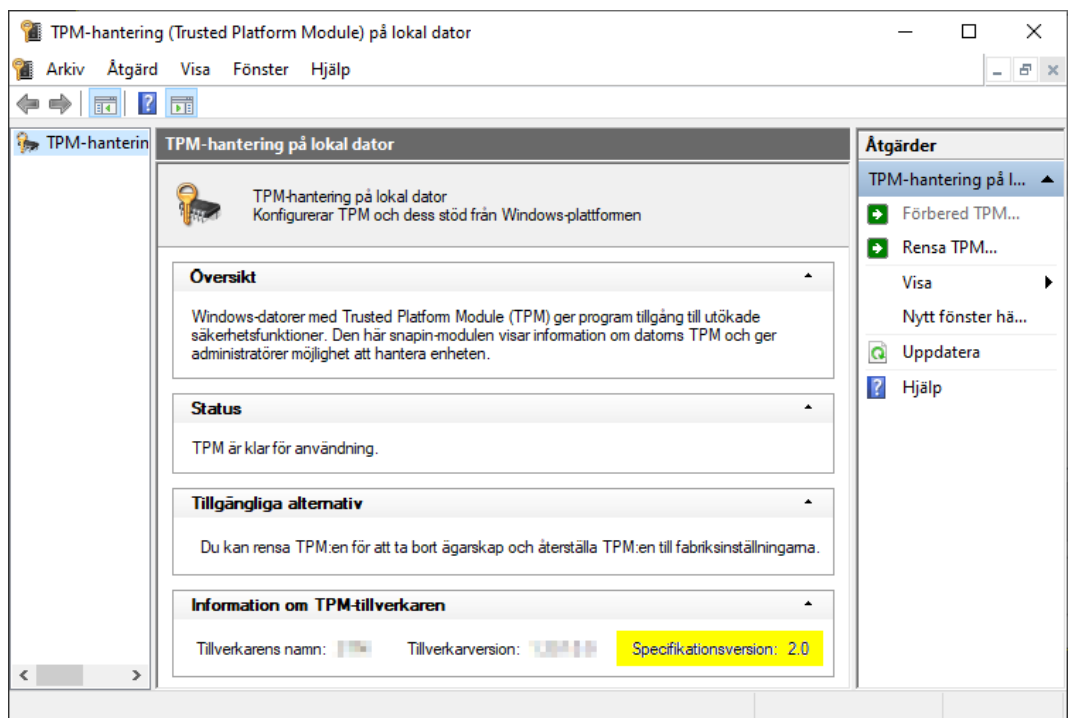 TPM-hantering (Trusted Platform Module) på lokal dator
Arkiv Åtgärd Visa Fönster Hjälp
TPM-hanterin
TPM-hantering på lokal dator
TPM-hantering på lokal dator
Konfigurerar TPM och dess stöd från Windows-plattformen
Översikt
Windows-datorer med Trusted Platform Module (TPM) ger program tillgång till utökade
säkerhetsfunktioner. Den här snapin-modulen visar information om datorns TPM och ger
administratörer möjlighet att hantera enheten.
Status
TPM är klar för användning.
Tillgängliga alternativ
Du kan rensa TPM:en för att ta bort ägarskap och återställa TPM:en till fabriksinställningarna.
Information om TPM-tillverkaren
Tillverkarens namn: Tillverkarversion: Specifikationsversion: 2.0
Åtgärder
TPM-hantering på l...
Förbered TPM...
Rensa TPM...
Visa
Nytt fönster hä...
Uppdatera
Hjälp